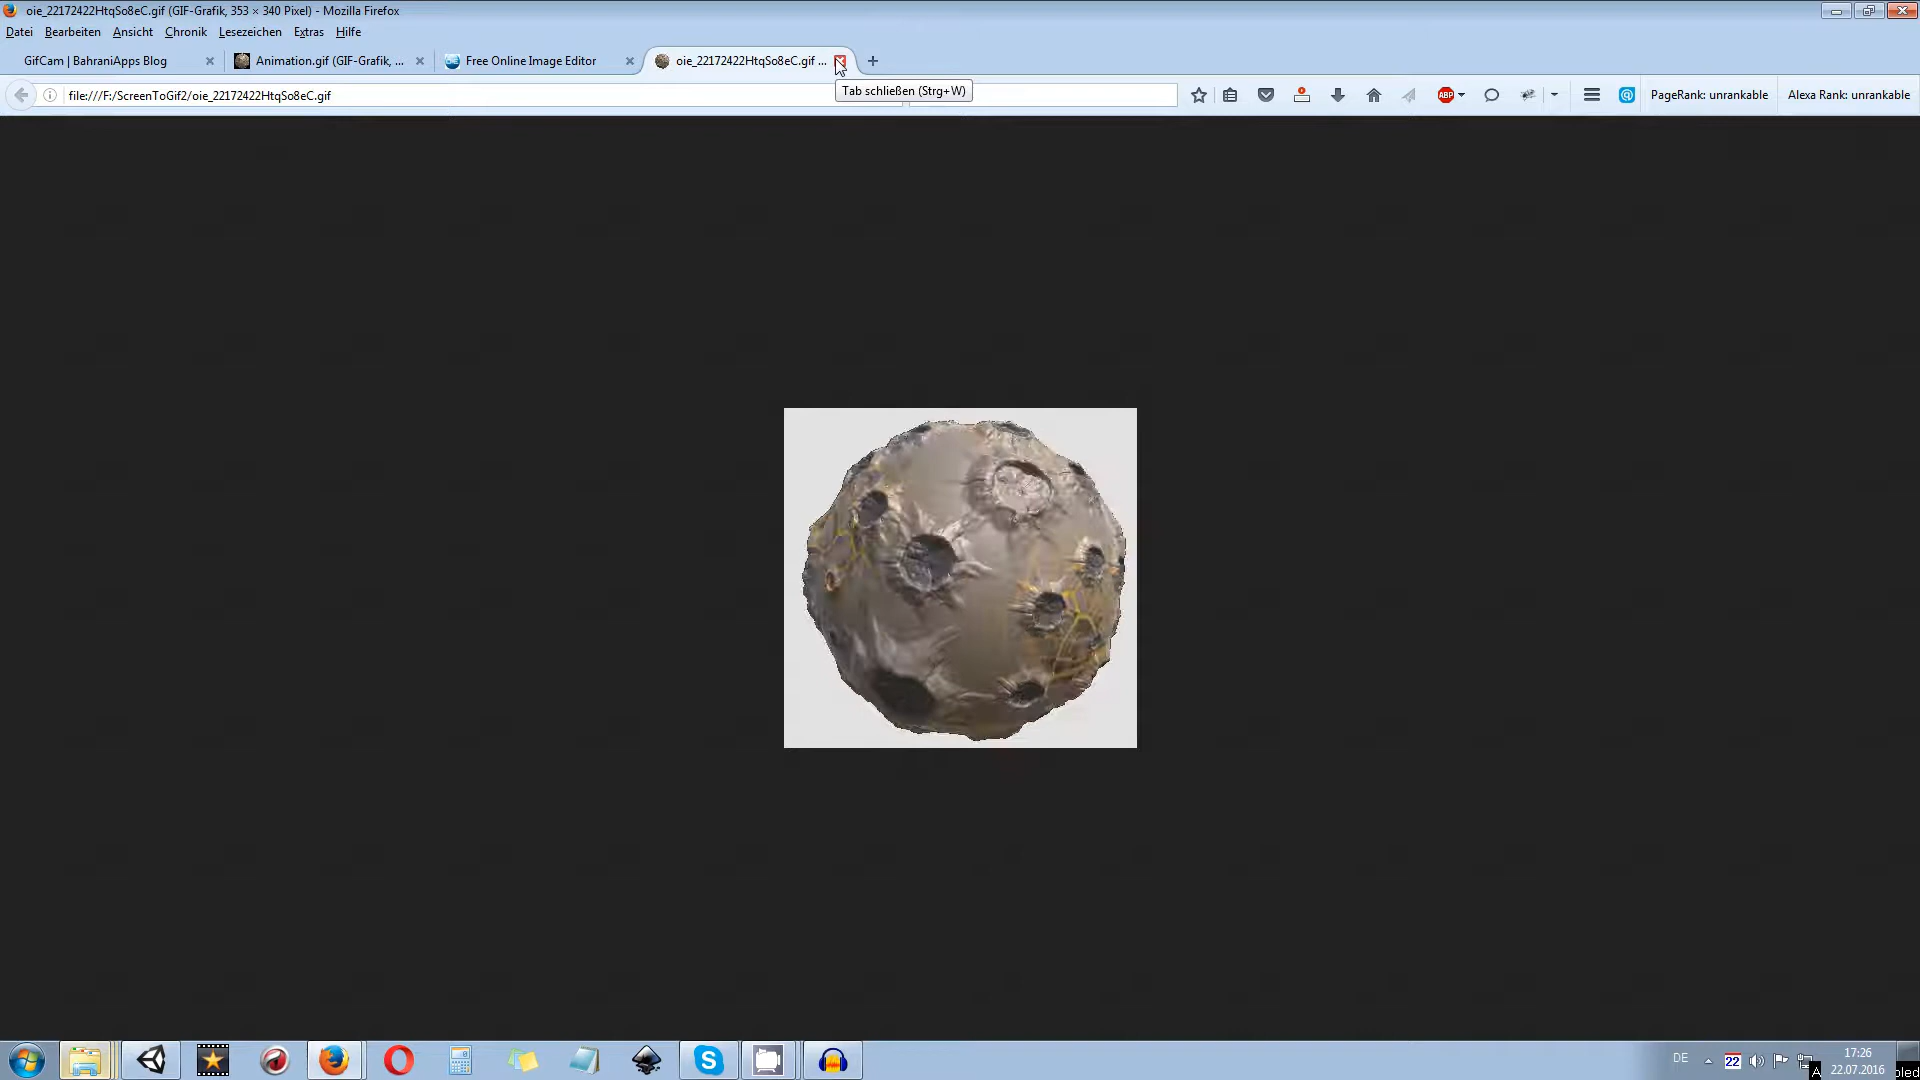 oie_22172422HtqSo8eC.gif (GIF-Grafik, 353 × 340 Pixel) - Mozilla Firefox
Datei Bearbeiten Ansicht Chronik Lesezeichen Extras Hilfe
GifCam | BahraniApps Blog Animation.gif (GIF-Grafik, ... Free Online Image Editor oie_22172422HtqSo8eC.gif ...
file:///F:/ScreenToGif2/oie_22172422HtqSo8eC.gif Tab schließen (Strg+W) ABP PageRank: unrankable Alexa Rank: unrankable
DE 22 17:26
22.07.2016